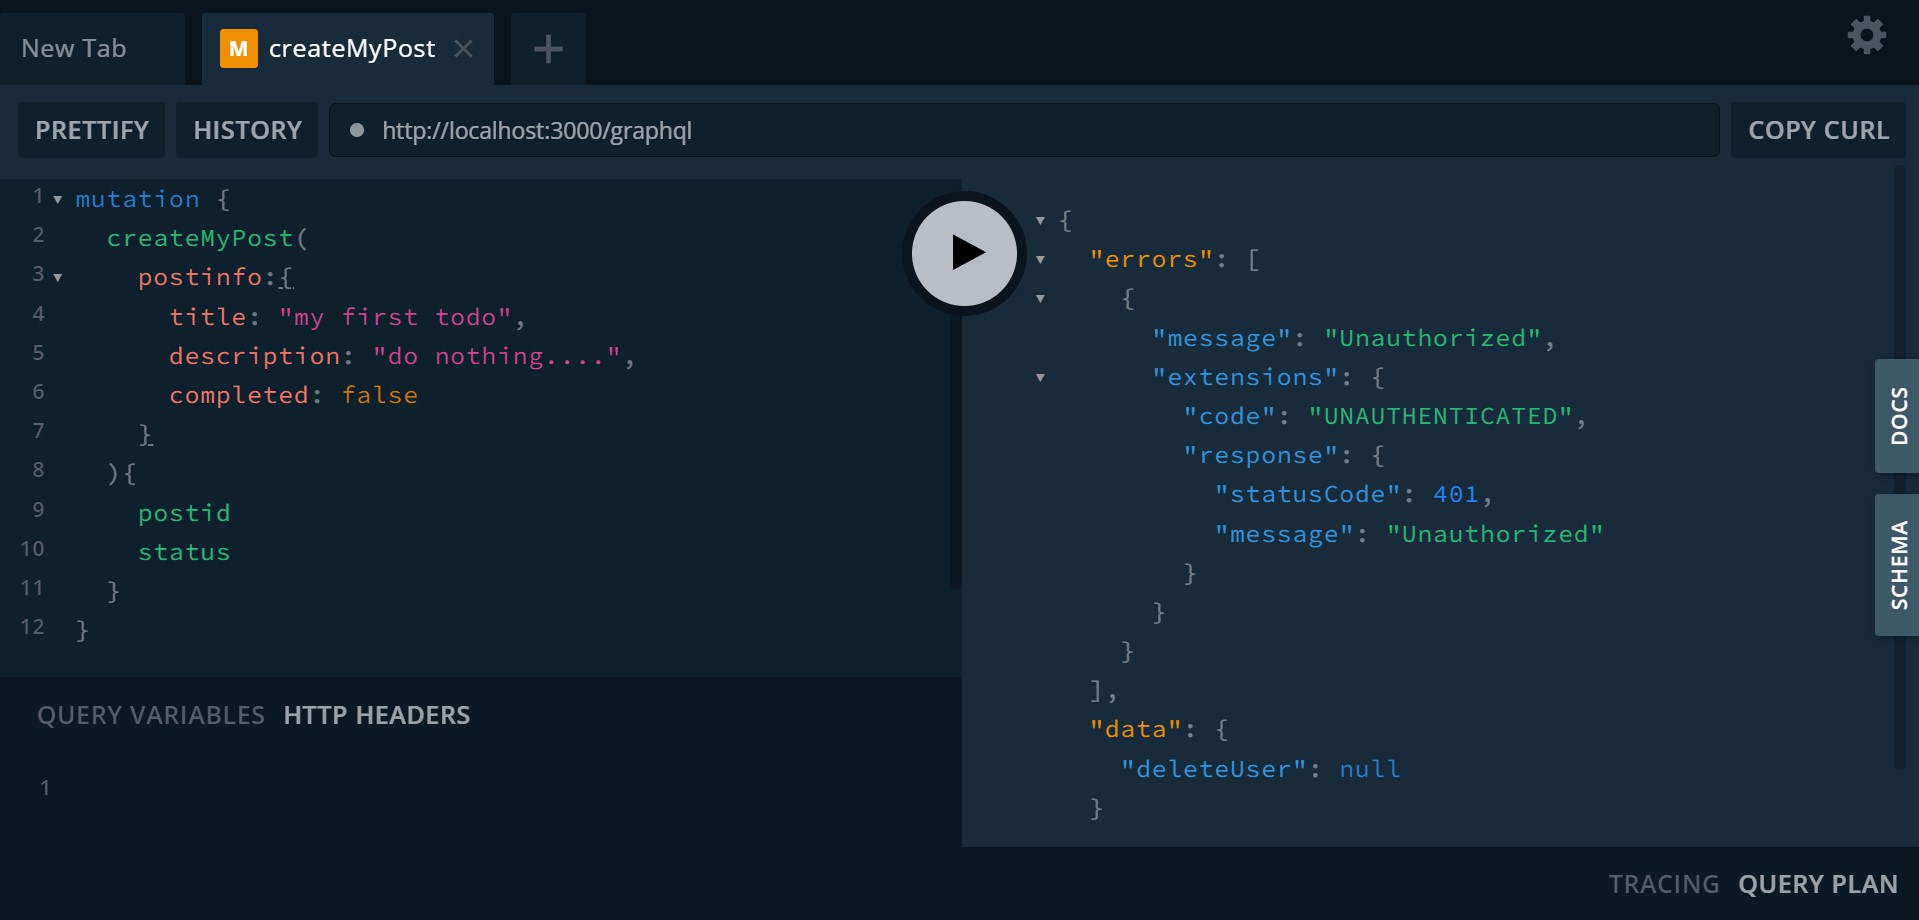 New Tab
M createMyPost
PRETTIFY HISTORY http://localhost:3000/graphql COPY CURL
1 mutation {
2 createMyPost(
3 postinfo:{
4 title: "my first todo",
5 description: "do nothing....",
6 completed: false
7 }
8 ){
9 postid
10 status
11 }
12 }
QUERY VARIABLES HTTP HEADERS
1
{
"errors": [
{
"message": "Unauthorized",
"extensions": {
"code": "UNAUTHENTICATED",
"response": {
"statusCode": 401,
"message": "Unauthorized"
}
}
}
],
"data": {
"deleteUser": null
}
DOCS
SCHEMA
TRACING QUERY PLAN